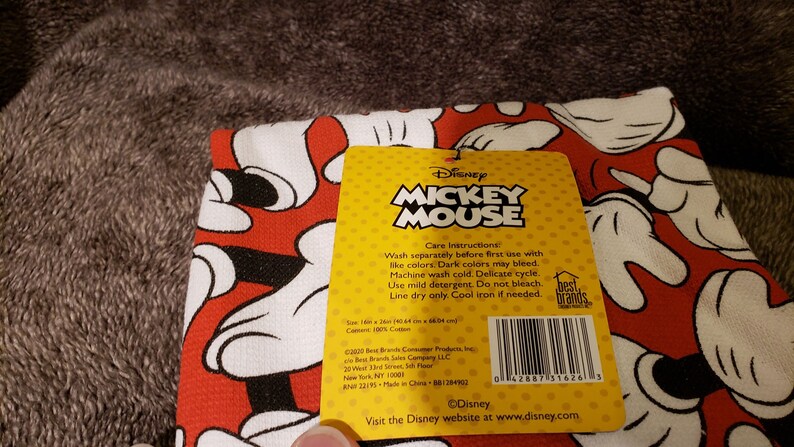 Disney
MICKEY
MOUSE
Care Instructions:
Wash separately before first use with
like colors. Dark colors may bleed.
Machine wash cold. Delicate cycle.
Use mild detergent. Do not bleach.
Line dry only. Cool iron if needed.
best
brands
CONSUMER PRODUCTS INC.
Size: 16in x 26in (40.64 cm x 66.04 cm)
Content: 100% Cotton
©2020 Best Brands Consumer Products, Inc.
c/o Best Brands Sales Company LLC
20 West 33rd Street, 5th Floor
New York, NY 10001
RN# 22195 • Made in China • BB1284902
0 42887 31626 3
©Disney
Visit the Disney website at www.disney.com